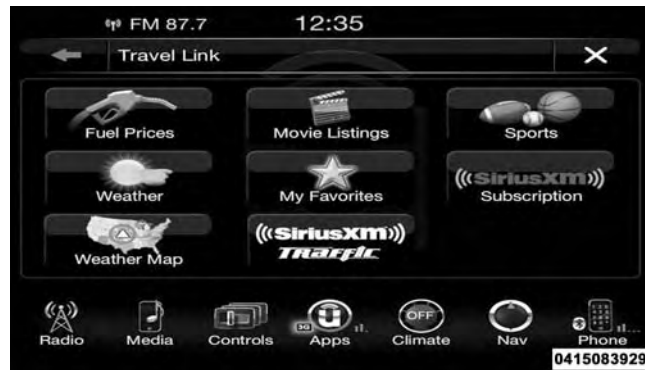 FM 87.7 12:35
Travel Link
Fuel Prices Movie Listings Sports
Weather My Favorites ((SiriusXM)) Subscription
Weather Map ((SiriusXM)) Traffic
OFF
3G
Radio Media Controls Apps Climate Nav Phone
0415083929